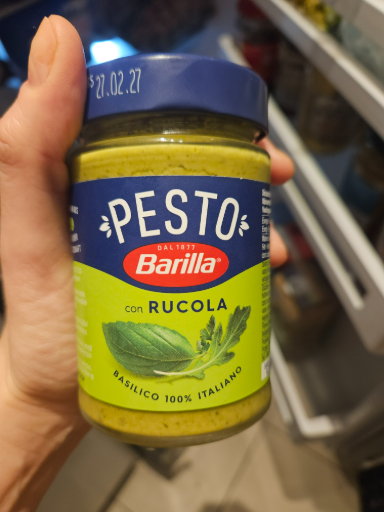 27.02.27
PESTO
DAL 1877
Barilla
con RUCOLA
BASILICO 100% ITALIANO